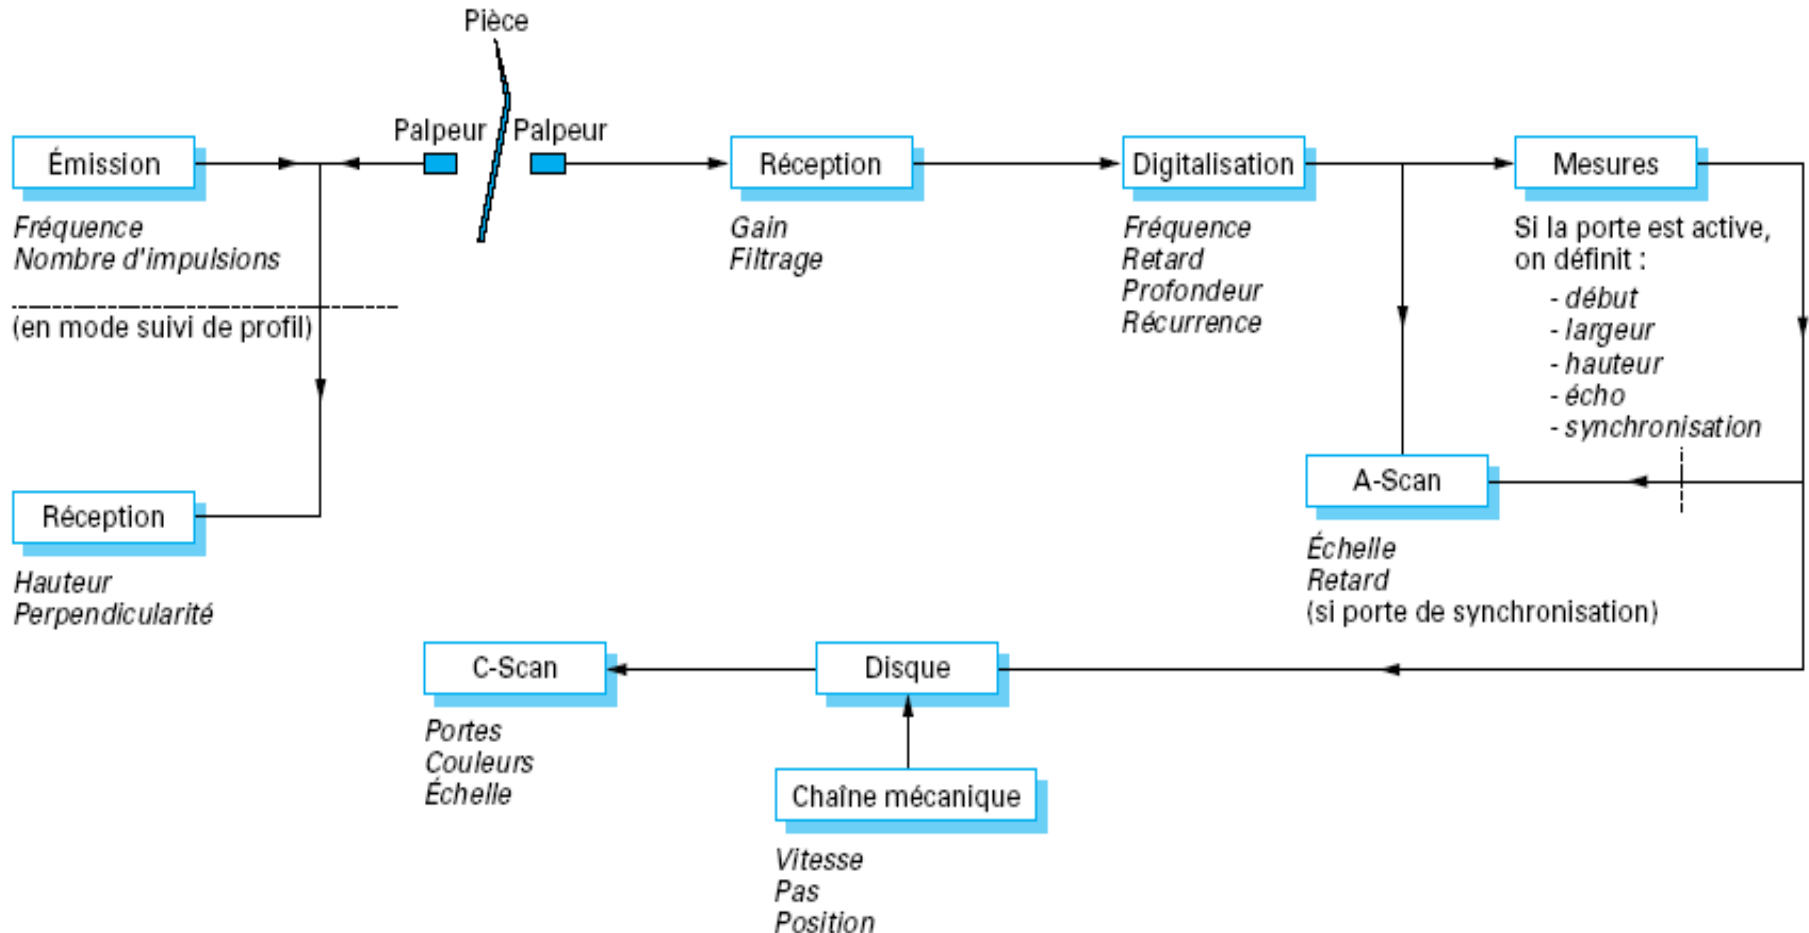 Pièce
Palpeur
Palpeur
Émission
Fréquence
Nombre d'impulsions
(en mode suivi de profil)
Réception
Hauteur
Perpendicularité
Réception
Gain
Filtrage
Digitalisation
Fréquence
Retard
Profondeur
Récurrence
Mesures
Si la porte est active,
on définit :
- début
- largeur
- hauteur
- écho
- synchronisation
A-Scan
Échelle
Retard
(si porte de synchronisation)
C-Scan
Portes
Couleurs
Échelle
Disque
Chaîne mécanique
Vitesse
Pas
Position